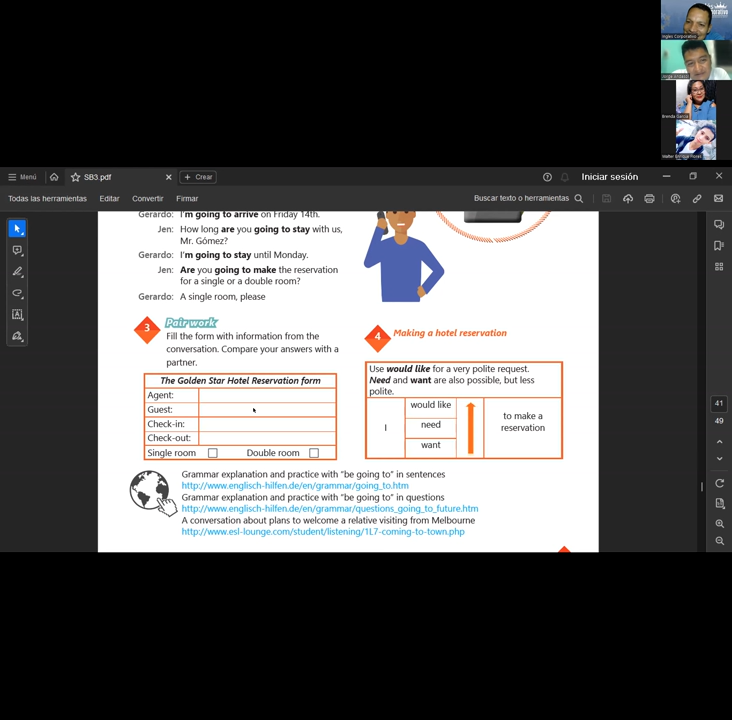 Ingles Corporativo
Jorge Andazol
Brenda García
Walter Enrique Flores
Menú
SB3.pdf
Crear
Iniciar sesión
Todas las herramientas
Editar
Convertir
Firmar
Buscar texto o herramientas
Gerardo: I'm going to arrive on Friday 14th.
Jen: How long are you going to stay with us,
Mr. Gómez?
Gerardo: I'm going to stay until Monday.
Jen: Are you going to make the reservation
for a single or a double room?
Gerardo: A single room, please
3 Pair work
Fill the form with information from the
conversation. Compare your answers with a
partner.
The Golden Star Hotel Reservation form
Agent:
Guest:
Check-in:
Check-out:
Single room
Double room
4 Making a hotel reservation
Use would like for a very polite request.
Need and want are also possible, but less
polite.
I
would like
need
want
to make a
reservation
Grammar explanation and practice with "be going to" in sentences
http://www.englisch-hilfen.de/en/grammar/going_to.htm
Grammar explanation and practice with "be going to" in questions
http://www.englisch-hilfen.de/en/grammar/questions_going_to_future.htm
A conversation about plans to welcome a relative visiting from Melbourne
http://www.esl-lounge.com/student/listening/1L7-coming-to-town.php
41
49